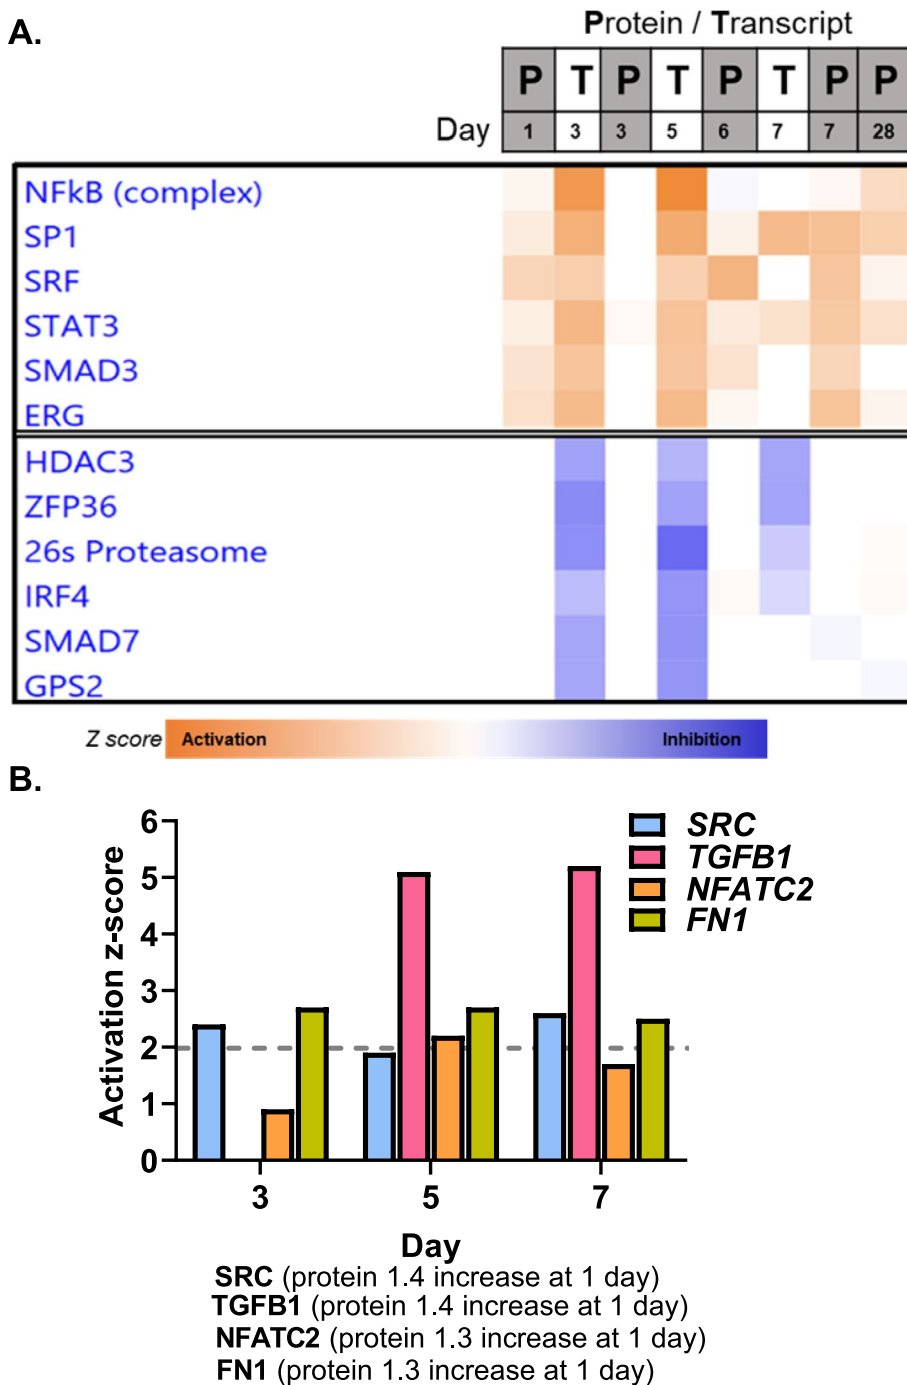 A.
Protein / Transcript
P T P T P T P P
Day 1 3 3 5 6 7 7 28
NFkB (complex)
SP1
SRF
STAT3
SMAD3
ERG
HDAC3
ZFP36
26s Proteasome
IRF4
SMAD7
GPS2
Z score Activation Inhibition
B.
SRC
TGFB1
NFATC2
FN1
Activation z-score
6
5
4
3
2
1
0
3 5 7
Day
SRC (protein 1.4 increase at 1 day)
TGFB1 (protein 1.4 increase at 1 day)
NFATC2 (protein 1.3 increase at 1 day)
FN1 (protein 1.3 increase at 1 day)